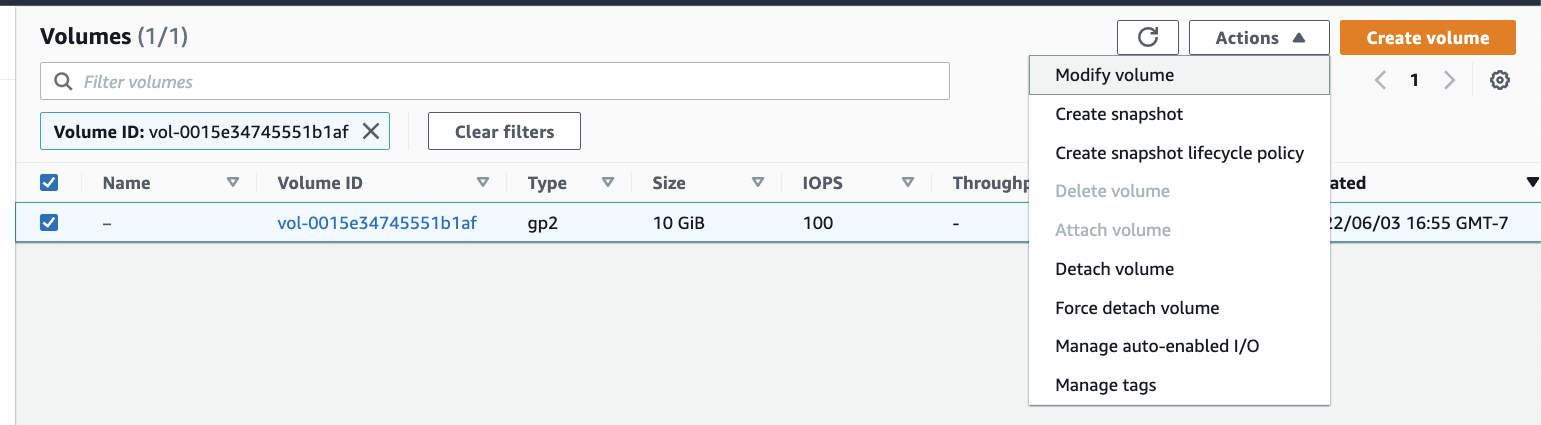 Volumes (1/1)
Actions
Create volume
Filter volumes
1
Volume ID: vol-0015e34745551b1af
Clear filters
Name Volume ID Type Size IOPS
– vol-0015e34745551b1af gp2 10 GiB 100 - 22/06/03 16:55 GMT-7
Modify volume
Create snapshot
Create snapshot lifecycle policy
Delete volume
Attach volume
Detach volume
Force detach volume
Manage auto-enabled I/O
Manage tags